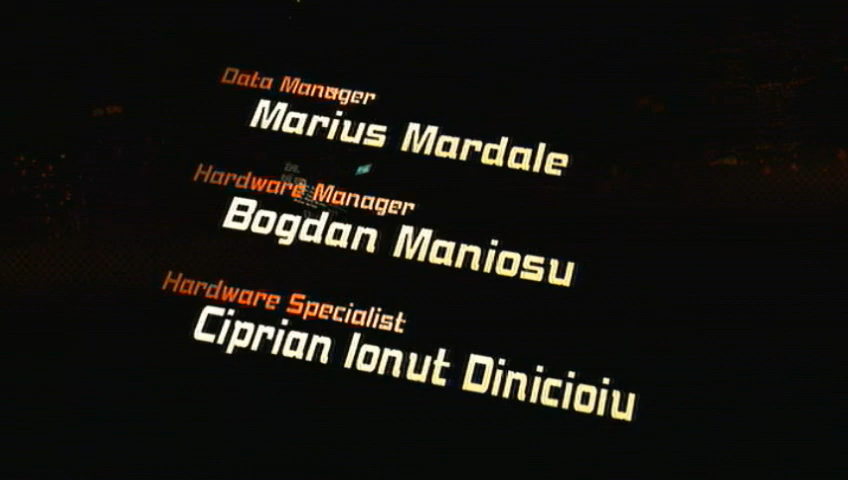 Data Manager
Marius Mardale
Hardware Manager
Bogdan Maniosu
Hardware Specialist
Ciprian Ionut Dinicioiu